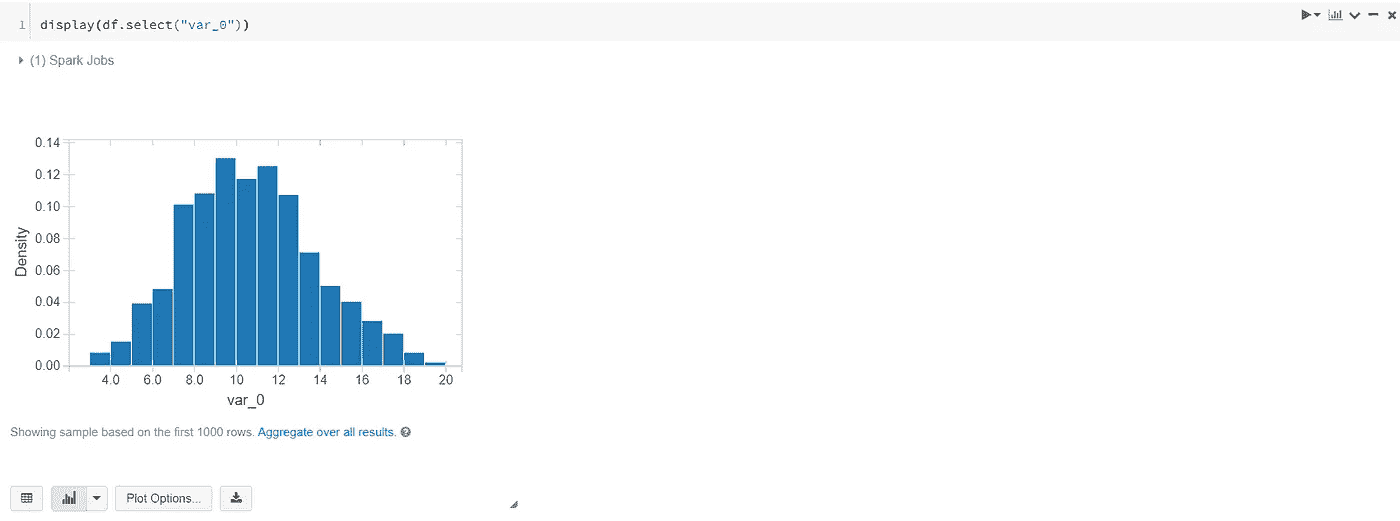 1 display(df.select("var_0"))
(1) Spark Jobs
0.14
0.12
0.10
0.08
0.06
0.04
0.02
0.00
Density
4.0 6.0 8.0 10 12 14 16 18 20
var_0
Showing sample based on the first 1000 rows. Aggregate over all results. ?
Plot Options...